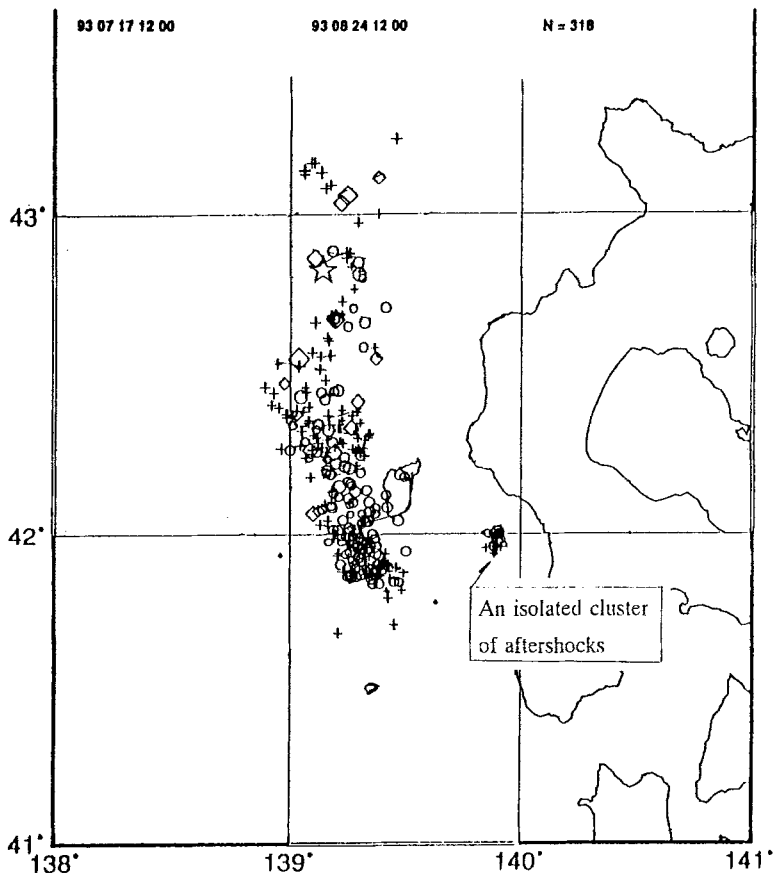 93 07 17 12 00 93 08 24 12 00 N = 318
43°
42°
An isolated cluster
of aftershocks
41°
138° 139° 140° 141°